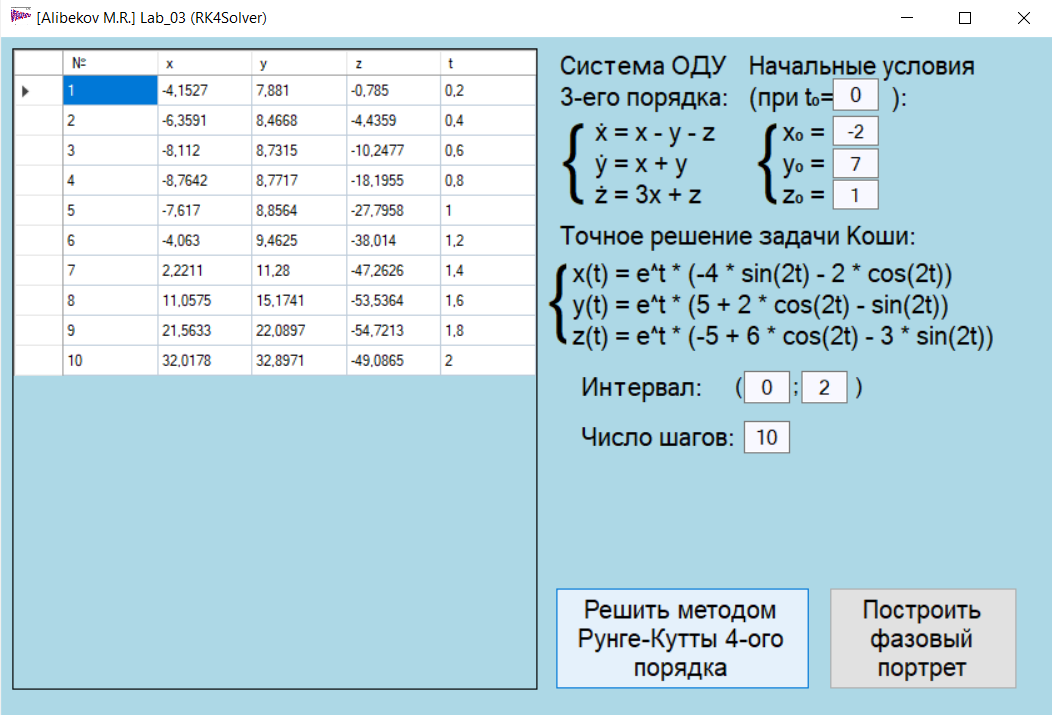 [Alibekov M.R.] Lab_03 (RK4Solver)
№ x y z t
1 -4,1527 7,881 -0,785 0,2
2 -6,3591 8,4668 -4,4359 0,4
3 -8,112 8,7315 -10,2477 0,6
4 -8,7642 8,7717 -18,1955 0,8
5 -7,617 8,8564 -27,7958 1
6 -4,063 9,4625 -38,014 1,2
7 2,2211 11,28 -47,2626 1,4
8 11,0575 15,1741 -53,5364 1,6
9 21,5633 22,0897 -54,7213 1,8
10 32,0178 32,8971 -49,0865 2
Система ОДУ
3-его порядка:
ẋ = x - y - z
ẏ = x + y
ż = 3x + z
Начальные условия
(при t₀= 0 ):
x₀ = -2
y₀ = 7
z₀ = 1
Точное решение задачи Коши:
x(t) = e^t * (-4 * sin(2t) - 2 * cos(2t))
y(t) = e^t * (5 + 2 * cos(2t) - sin(2t))
z(t) = e^t * (-5 + 6 * cos(2t) - 3 * sin(2t))
Интервал: ( 0 ; 2 )
Число шагов: 10
Решить методом
Рунге-Кутты 4-ого
порядка
Построить
фазовый
портрет